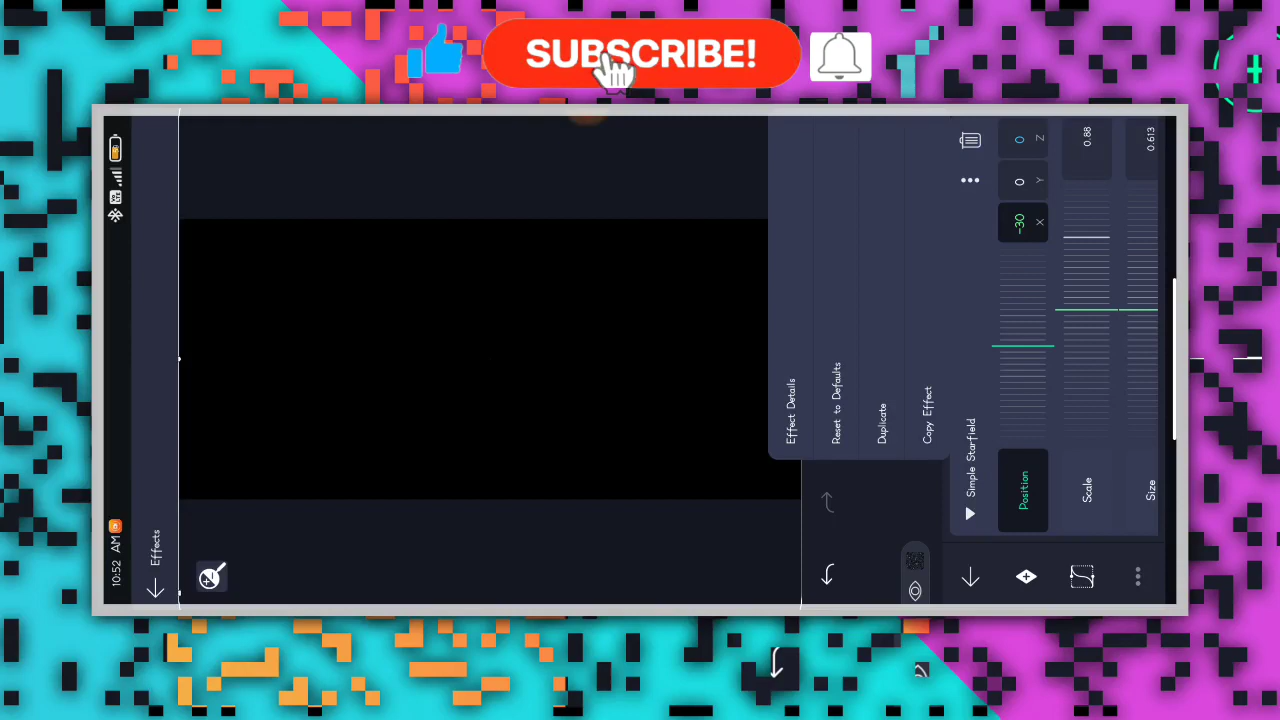 SUBSCRIBE!
10:52 AM
Effects
Effect Details
Reset to Defaults
Duplicate
Copy Effect
Simple Starfield
Position
-30
X
0
Y
0
Z
Scale
0.88
Size
0.613